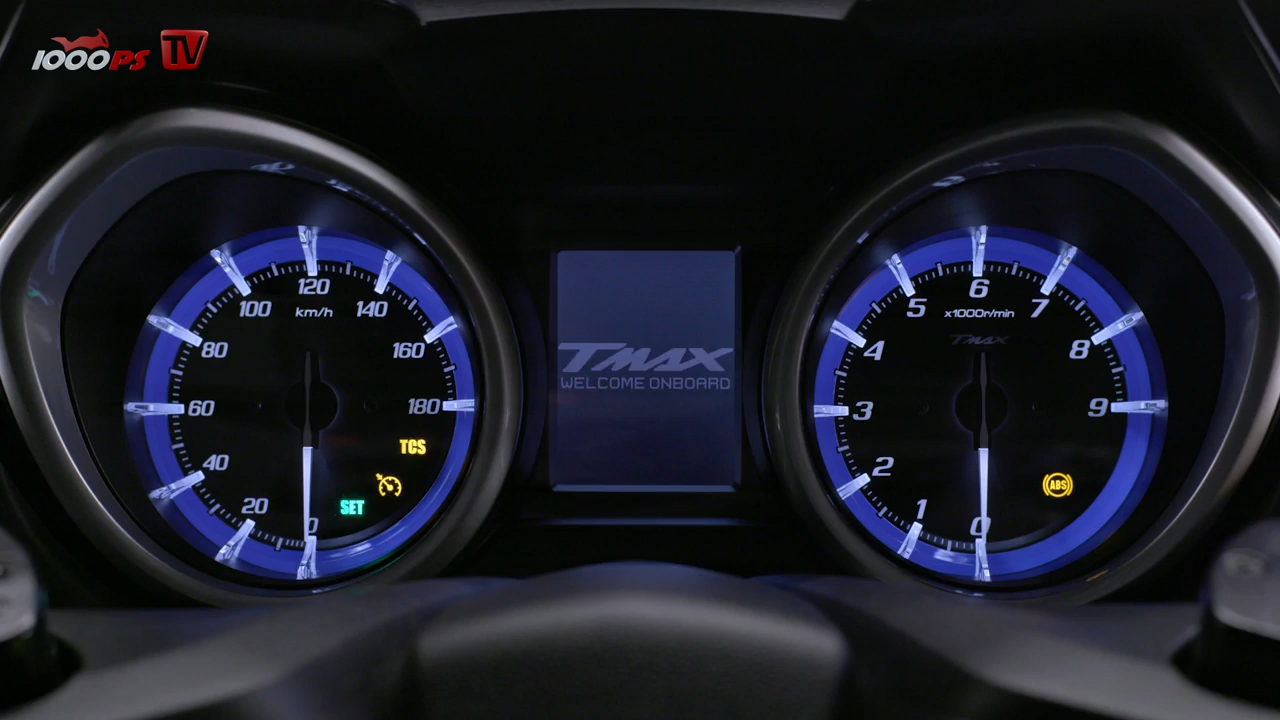 1000PS TV
120
100
140
km/h
80
160
60
180
40
TCS
20
SET
0
TMAX
WELCOME ONBOARD
6
5
7
x1000r/min
TMAX
4
8
3
9
2
ABS
1
0